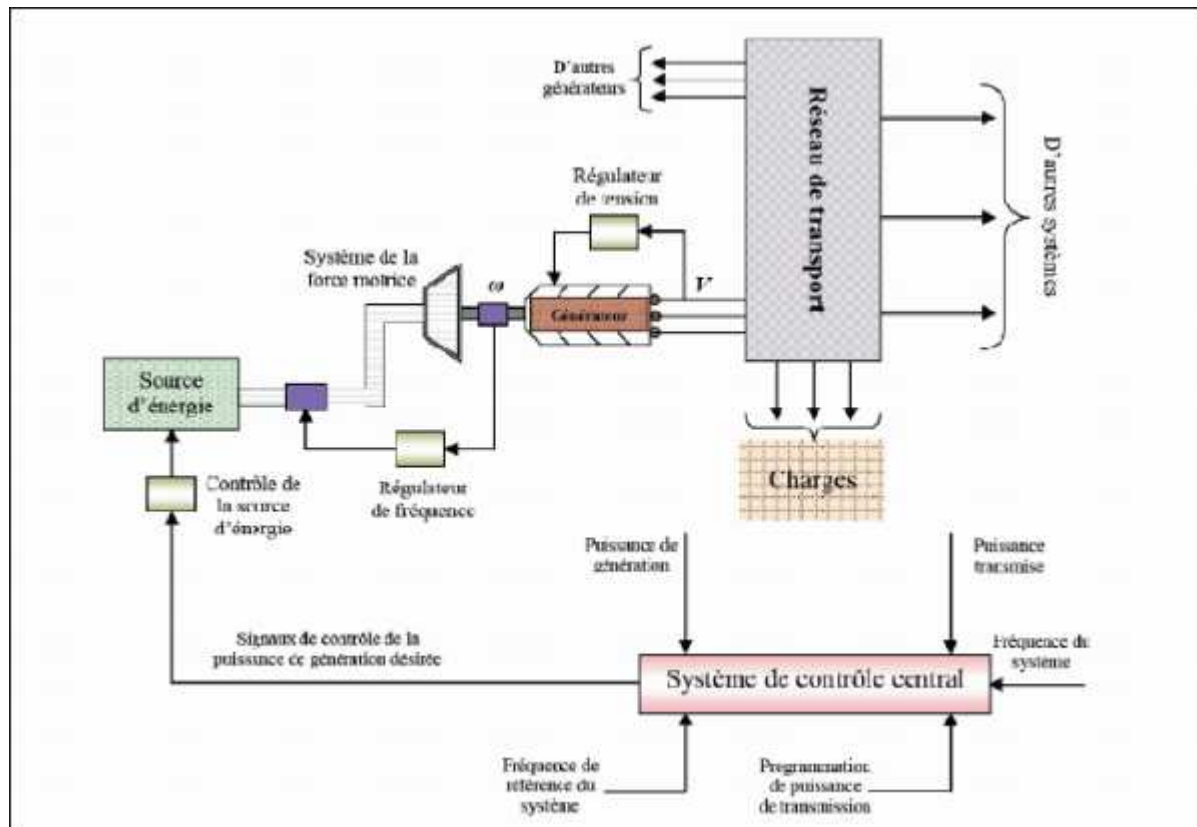 D'autres
générateurs
Réseau de transport
D'autres systèmes
Régulateur
de tension
Système de la
force motrice
ω
V
Générateur
Source
d'énergie
Contrôle de
la source
d'énergie
Régulateur
de fréquence
Charges
Puissance de
génération
Puissance
transmise
Signaux de contrôle de la
puissance de génération désirée
Fréquence du
système
Système de contrôle central
Fréquence de
référence du
système
Programmation
de puissance
de transmission